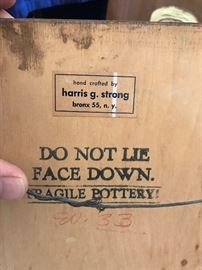 hand crafted by
harris g. strong
bronx 55, n. y.
DO NOT LIE
FACE DOWN.
FRAGILE POTTERY!